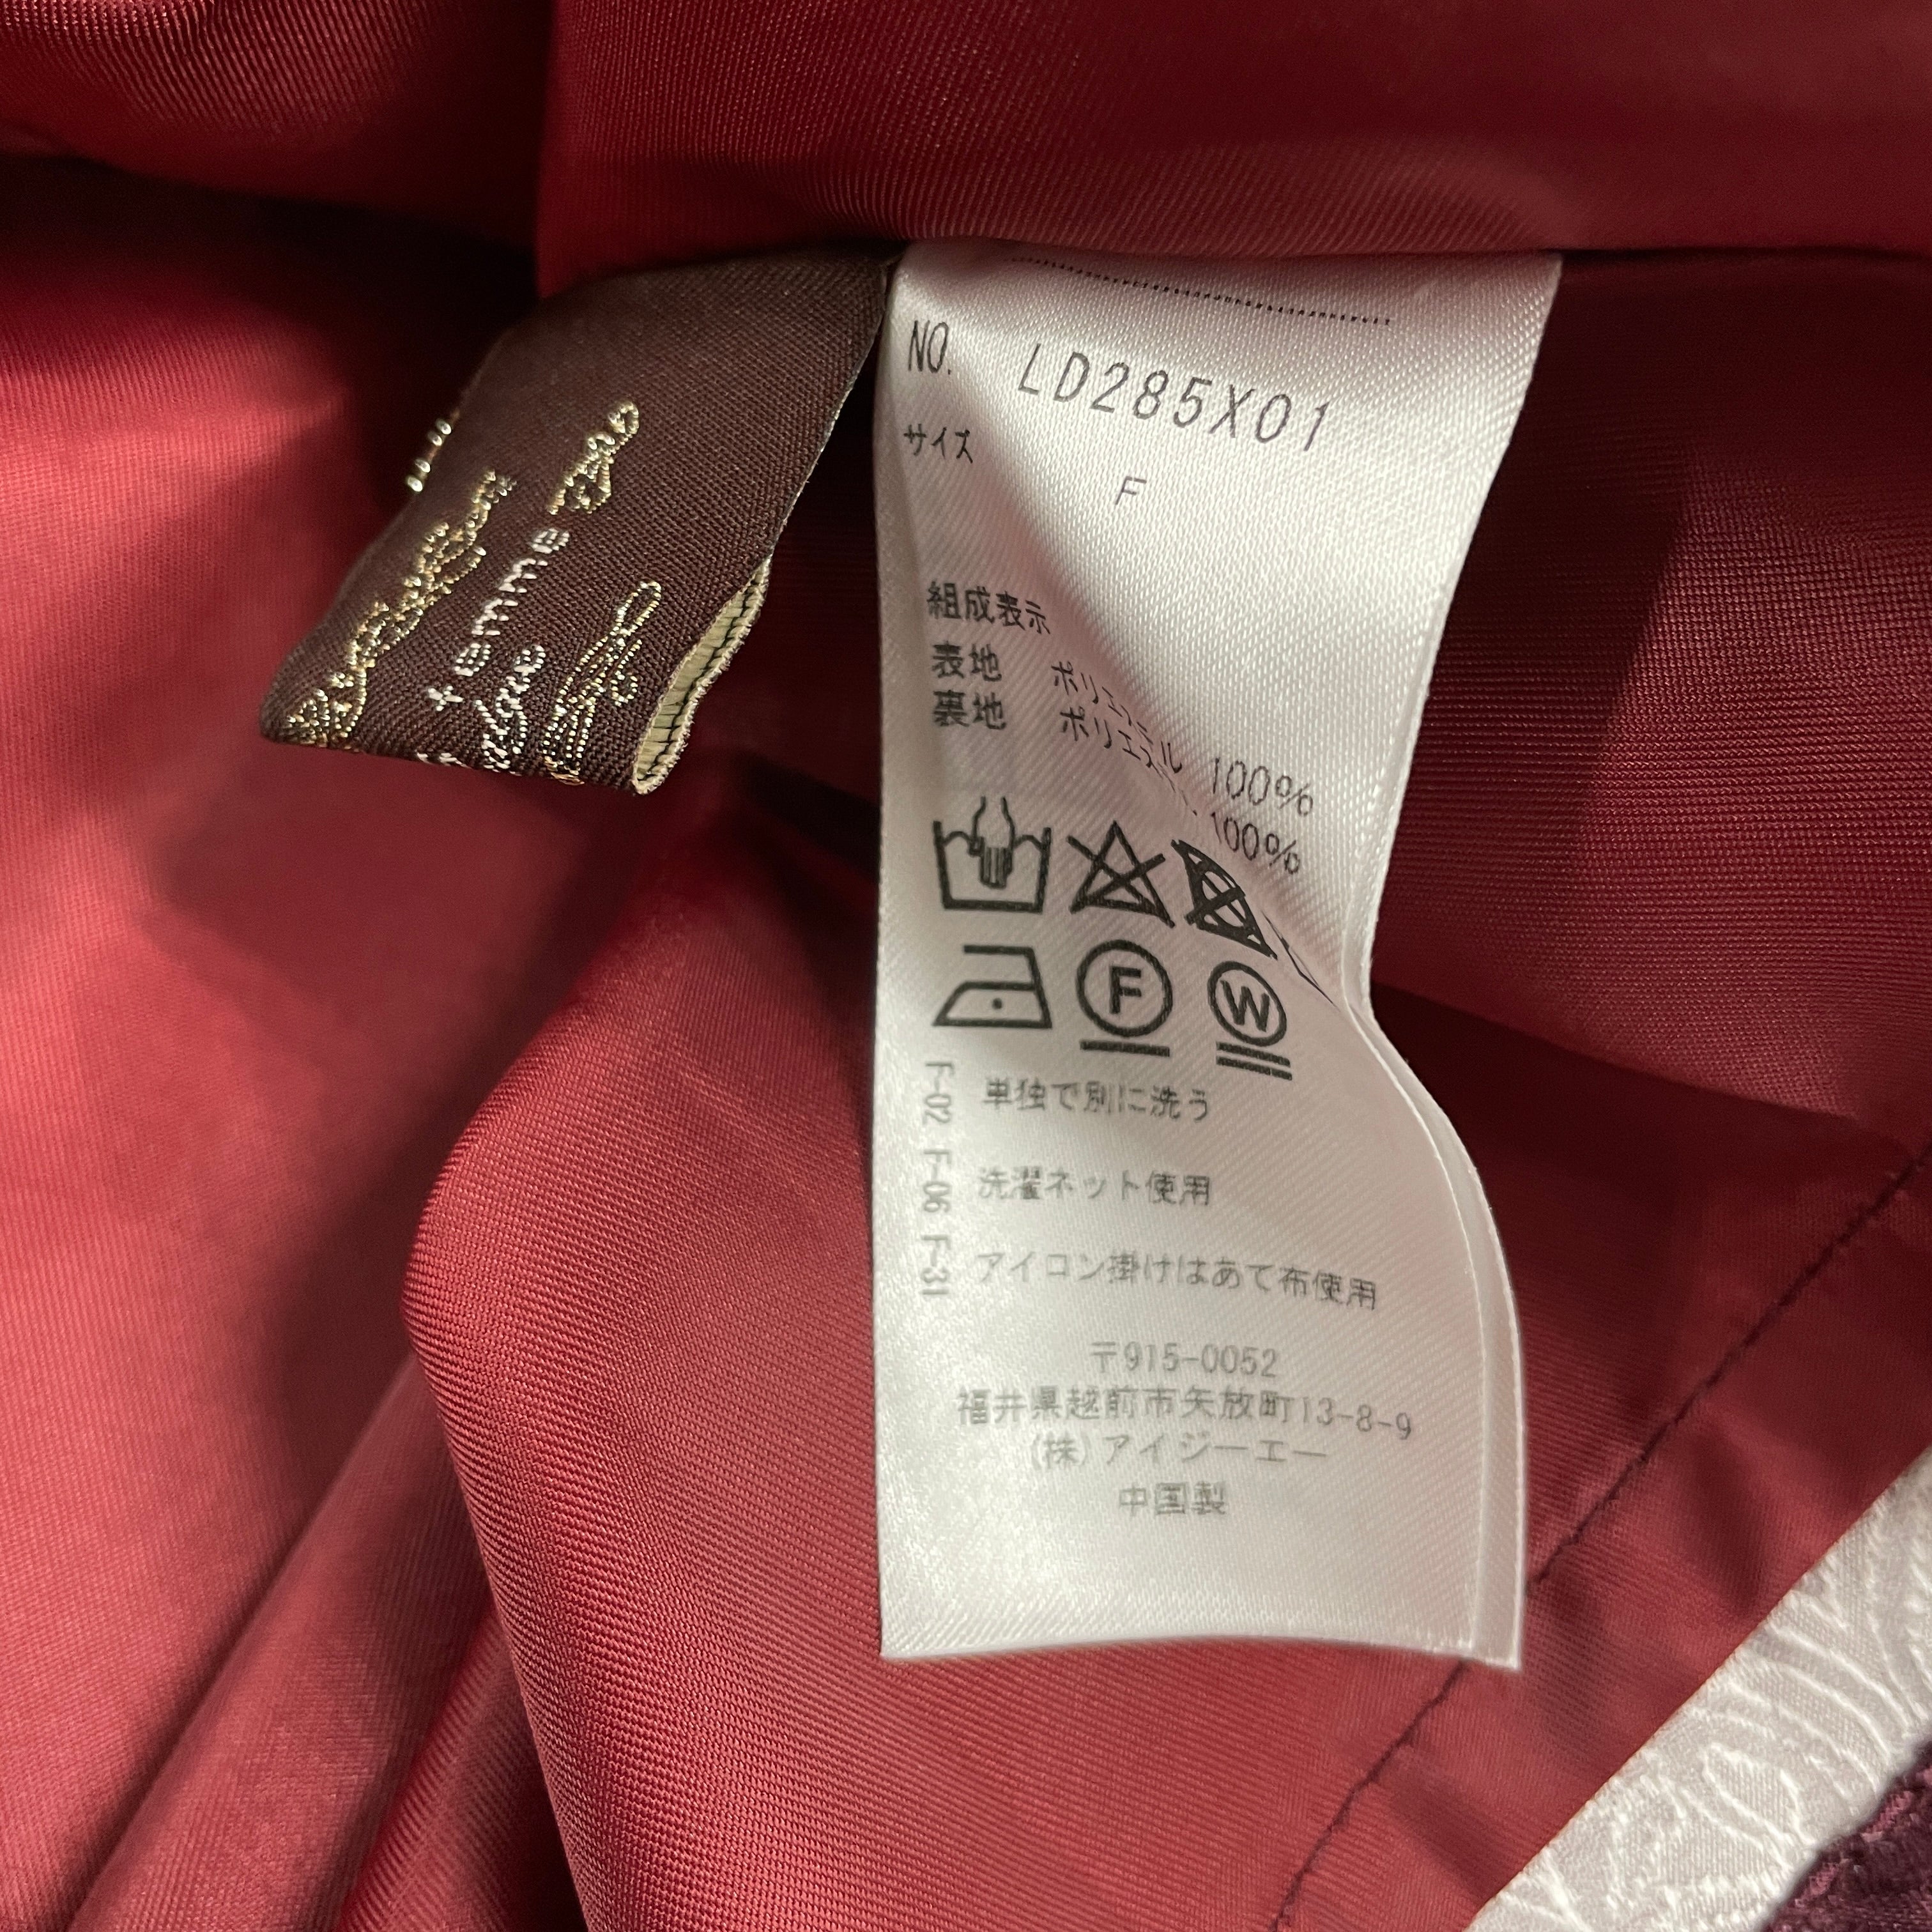 NO. LD285X01
サイズ
F
組成表示
表地 ポリエステル 100%
裏地 ポリエステル 100%
F
W
F-02 F-06 F-31
単独で別に洗う
洗濯ネット使用
アイロン掛けはあて布使用
〒915-0052
福井県越前市矢放町13-8-9
(株)アイジーエー
中国製
femme